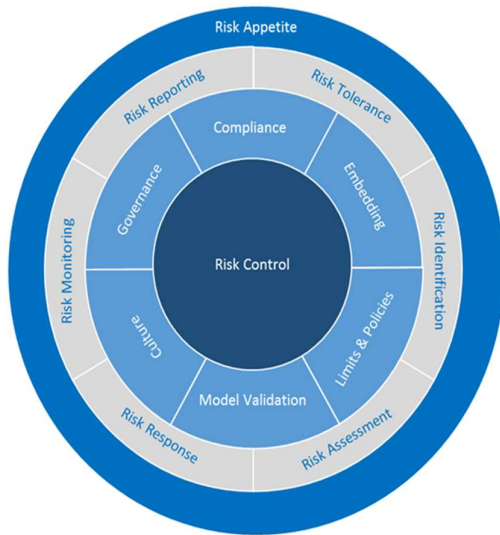 Risk Appetite
Risk Reporting
Risk Tolerance
Compliance
Governance
Embedding
Risk Monitoring
Risk Control
Risk Identification
Culture
Limits & Policies
Model Validation
Risk Response
Risk Assessment